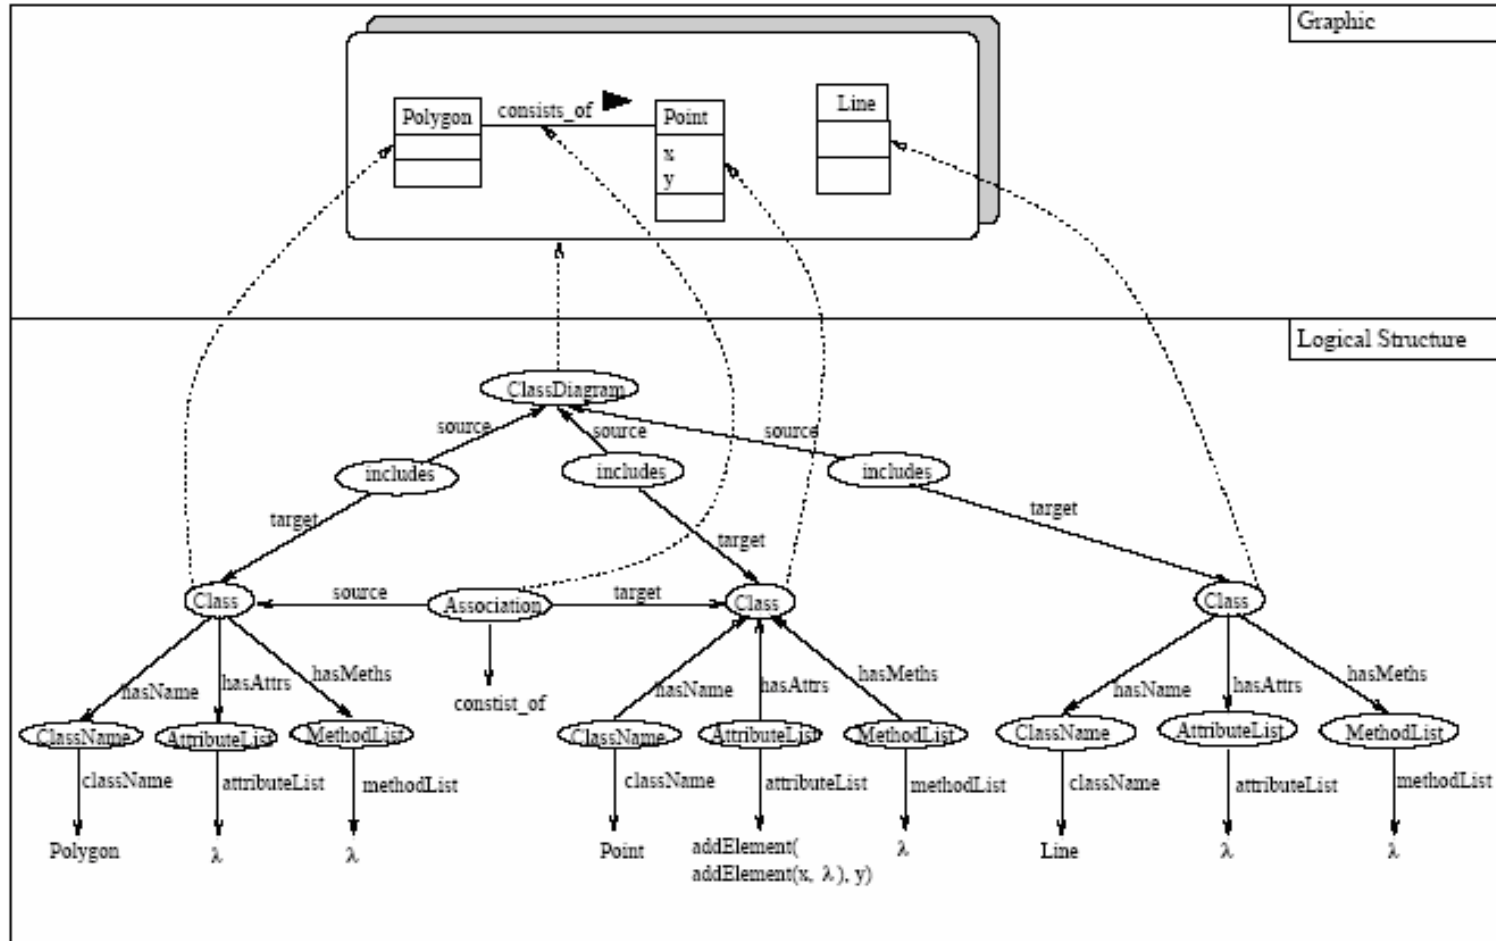 Graphic
Polygon
consists_of
Point
x
y
Line
Logical Structure
ClassDiagram
source
source
source
includes
includes
includes
target
target
target
Class
source
Association
target
Class
Class
hasName
hasAttrs
hasMeths
constist_of
hasName
hasAttrs
hasMeths
hasName
hasAttrs
hasMeths
ClassName
AttributeList
MethodList
ClassName
AttributeList
MethodList
ClassName
AttributeList
MethodList
className
attributeList
methodList
className
attributeList
methodList
className
attributeList
methodList
Polygon
λ
λ
Point
addElement(
addElement(x, λ), y)
λ
Line
λ
λ